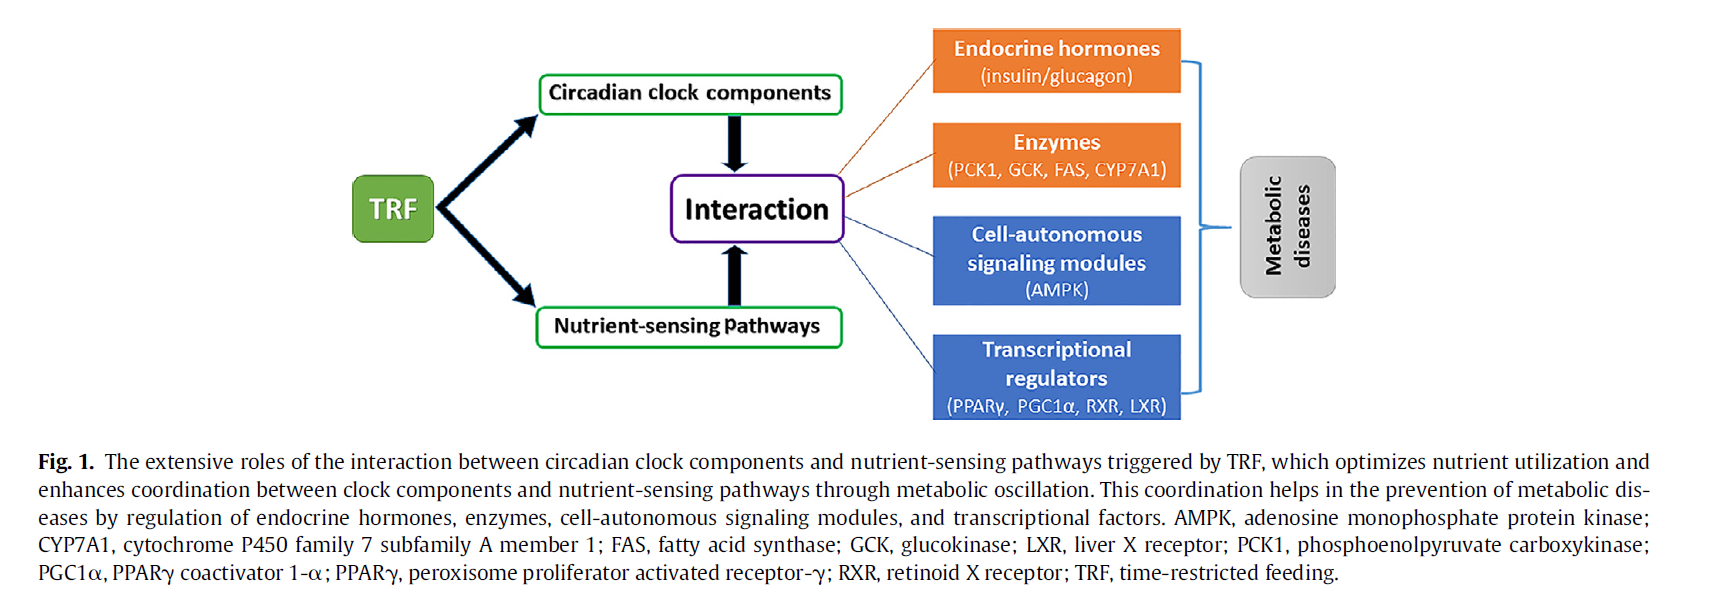 Circadian clock components
TRF
Interaction
Nutrient-sensing pathways
Endocrine hormones
(insulin/glucagon)
Enzymes
(PCK1, GCK, FAS, CYP7A1)
Cell-autonomous
signaling modules
(AMPK)
Transcriptional
regulators
(PPARγ, PGC1α, RXR, LXR)
Metabolic
diseases
Fig. 1. The extensive roles of the interaction between circadian clock components and nutrient-sensing pathways triggered by TRF, which optimizes nutrient utilization and
enhances coordination between clock components and nutrient-sensing pathways through metabolic oscillation. This coordination helps in the prevention of metabolic dis-
eases by regulation of endocrine hormones, enzymes, cell-autonomous signaling modules, and transcriptional factors. AMPK, adenosine monophosphate protein kinase;
CYP7A1, cytochrome P450 family 7 subfamily A member 1; FAS, fatty acid synthase; GCK, glucokinase; LXR, liver X receptor; PCK1, phosphoenolpyruvate carboxykinase;
PGC1α, PPARγ coactivator 1-α; PPARγ, peroxisome proliferator activated receptor-γ; RXR, retinoid X receptor; TRF, time-restricted feeding.